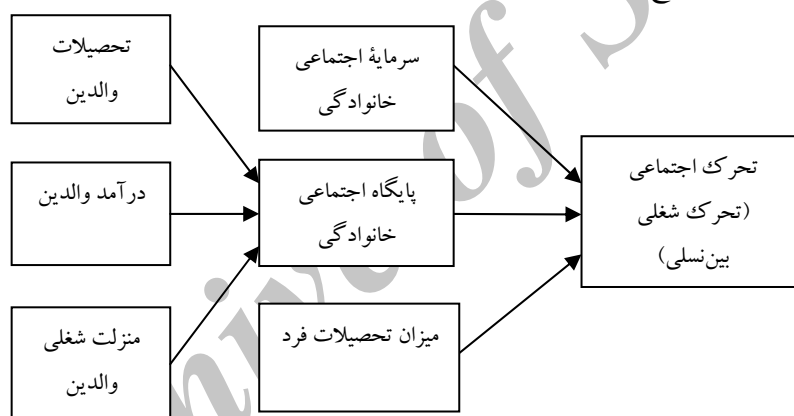 تحصیلات
والدین
سرمایۀ اجتماعی
خانوادگی
تحرک اجتماعی
(تحرک شغلی
بین‌نسلی)
درآمد والدین
پایگاه اجتماعی
خانوادگی
منزلت شغلی
والدین
میزان تحصیلات فرد